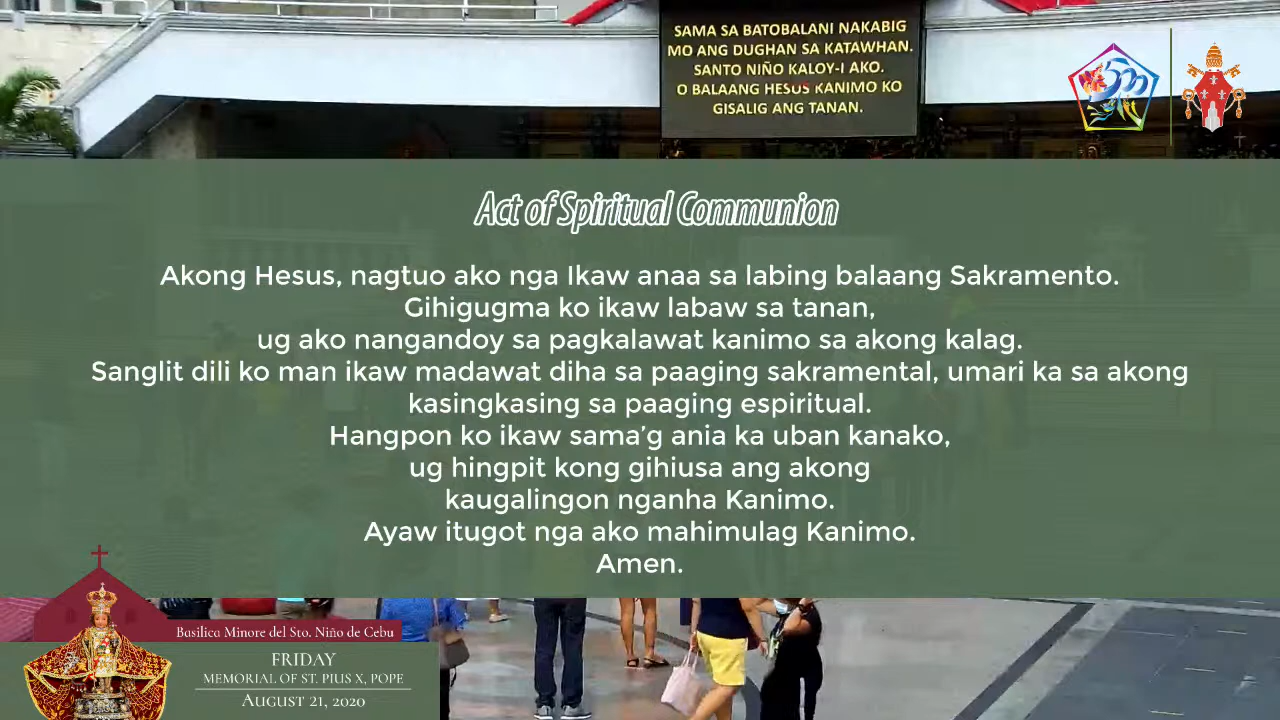 SAMA SA BATOBALANI NAKABIG
MO ANG DUGHAN SA KATAWHAN.
SANTO NIÑO KALOY-I AKO.
O BALAANG HESUS KANIMO KO
GISALIG ANG TANAN.
Act of Spiritual Communion
Akong Hesus, nagtuo ako nga Ikaw anaa sa labing balaang Sakramento.
Gihigugma ko ikaw labaw sa tanan,
ug ako nangandoy sa pagkalawat kanimo sa akong kalag.
Sanglit dili ko man ikaw madawat diha sa paaging sakramental, umari ka sa akong
kasingkasing sa paaging espiritual.
Hangpon ko ikaw sama’g ania ka uban kanako,
ug hingpit kong gihiusa ang akong
kaugalingon nganha Kanimo.
Ayaw itugot nga ako mahimulag Kanimo.
Amen.
Basilica Minore del Sto. Niño de Cebu
FRIDAY
MEMORIAL OF ST. PIUS X, POPE
AUGUST 21, 2020